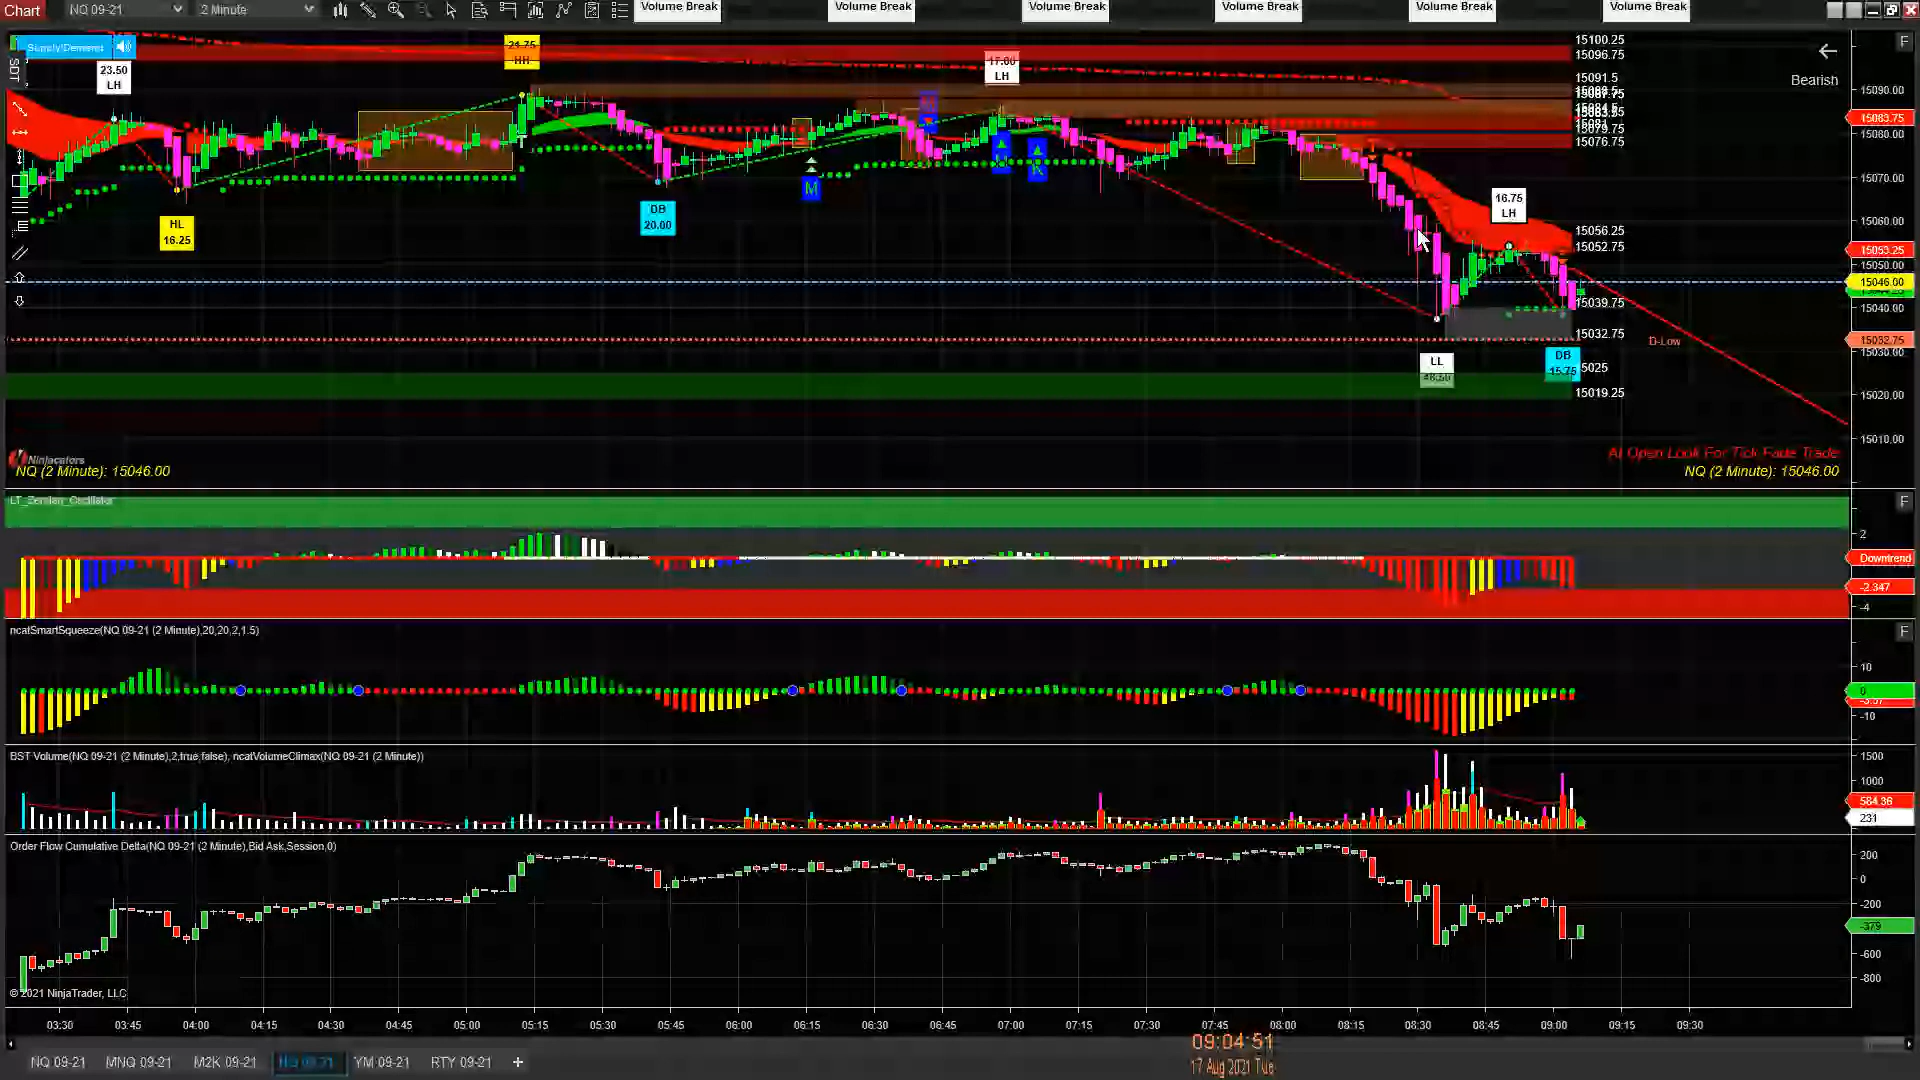 Chart
NQ 09-21
2 Minute
Volume Break
Volume Break
Volume Break
Volume Break
Volume Break
Volume Break
SDT
23.50
LH
HH
17.00
LH
HL
16.25
DB
20.00
M
K
16.75
LH
LL
DB
15.75
Bearish
F
15100.25
15096.75
15091.5
15079.75
15076.75
15056.25
15052.75
15039.75
15032.75
5025
15019.25
D-Low
15090.00
15083.75
15080.00
15070.00
15060.00
15053.25
15050.00
15046.00
15040.00
15032.75
15030.00
15020.00
15010.00
Ninjacators
NQ (2 Minute): 15046.00
At Open Look For Tick Fade Trade
NQ (2 Minute): 15046.00
F
2
Downtrend
-2.347
-4
ncatSmartSqueeze(NQ 09-21 (2 Minute),20,20,2,1.5)
F
10
0
-10
BST Volume(NQ 09-21 (2 Minute),2,true,false), ncatVolumeClimax(NQ 09-21 (2 Minute))
1500
1000
584.36
231
Order Flow Cumulative Delta(NQ 09-21 (2 Minute),Bid Ask,Session,0)
200
0
-200
-379
-600
-800
© 2021 NinjaTrader, LLC
03:30 03:45 04:00 04:15 04:30 04:45 05:00 05:15 05:30 05:45 06:00 06:15 06:30 06:45 07:00 07:15 07:30 07:45 08:00 08:15 08:30 08:45 09:00 09:15 09:30
09:04:51
17 Aug 2021 Tue
NQ 09-21 MNQ 09-21 M2K 09-21 NQ 09-21 YM 09-21 RTY 09-21 +